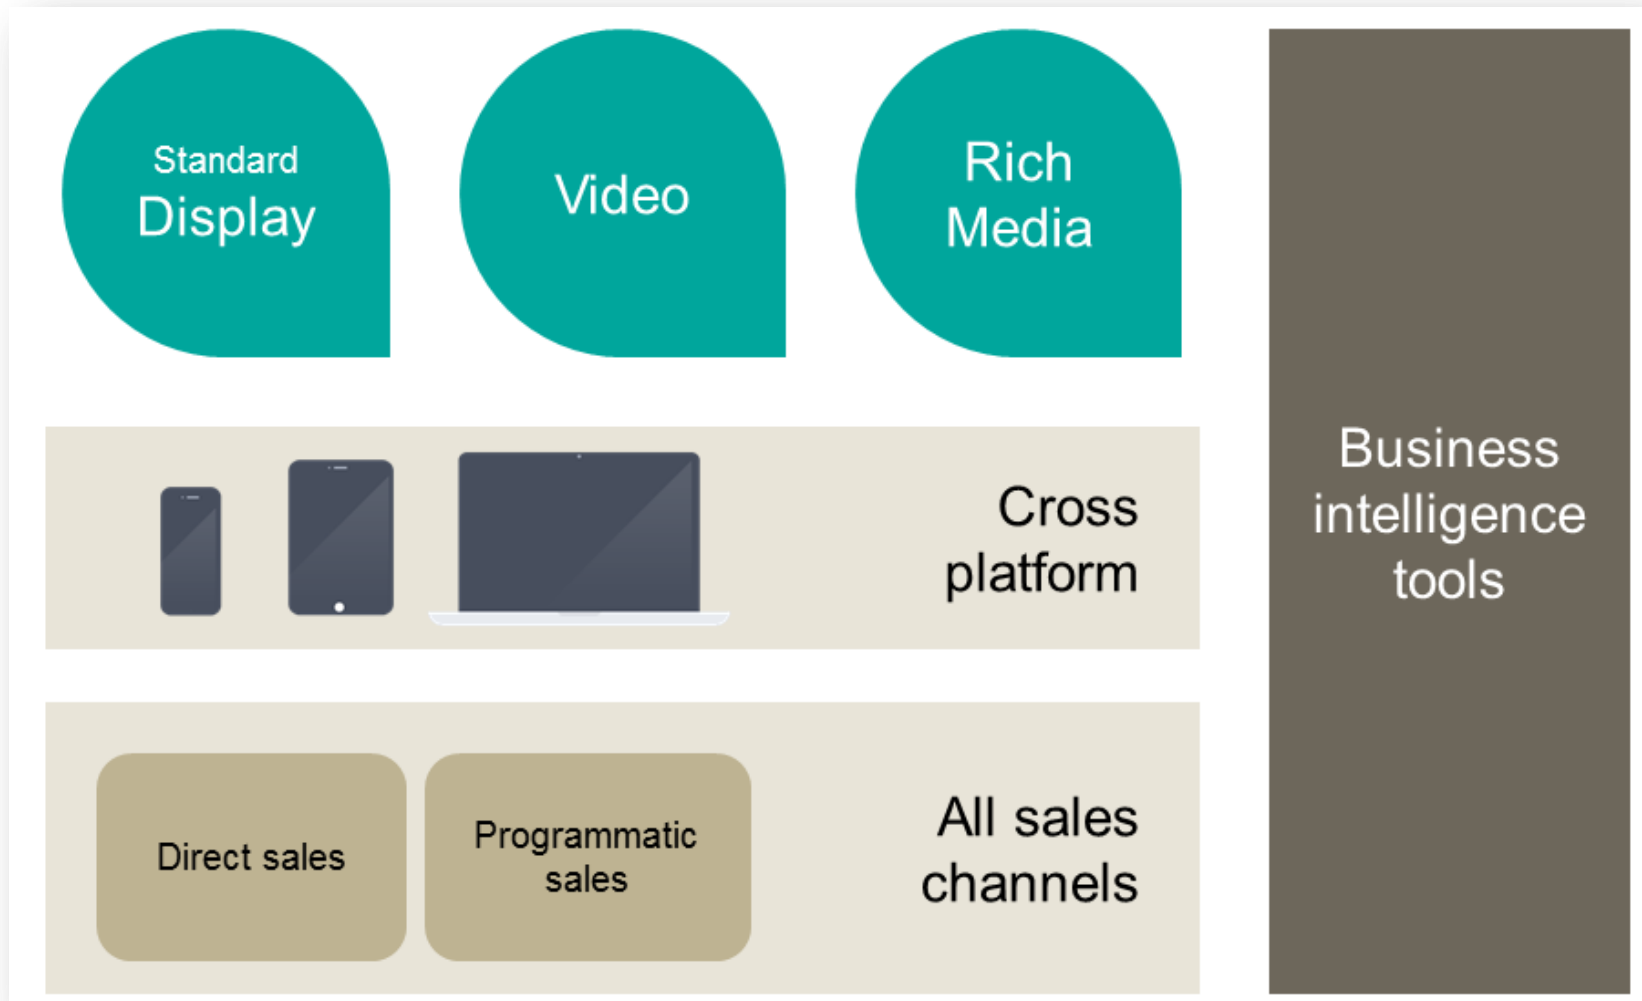 Standard
Display
Video
Rich
Media
Cross
platform
Direct sales
Programmatic
sales
All sales
channels
Business
intelligence
tools